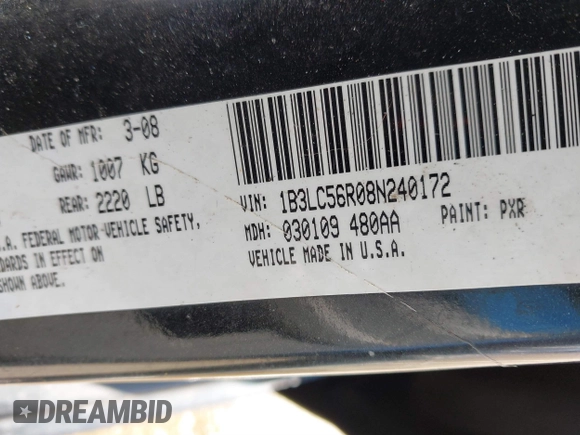 DATE OF MFR: 3-08
GAWR: 1007 KG
REAR: 2220 LB
.A. FEDERAL MOTOR-VEHICLE SAFETY,
DARDS IN EFFECT ON
SHOWN ABOVE.
VIN: 1B3LC56R08N240172
MDH: 030109 480AA PAINT: PXR
VEHICLE MADE IN U.S.A.
DREAMBID